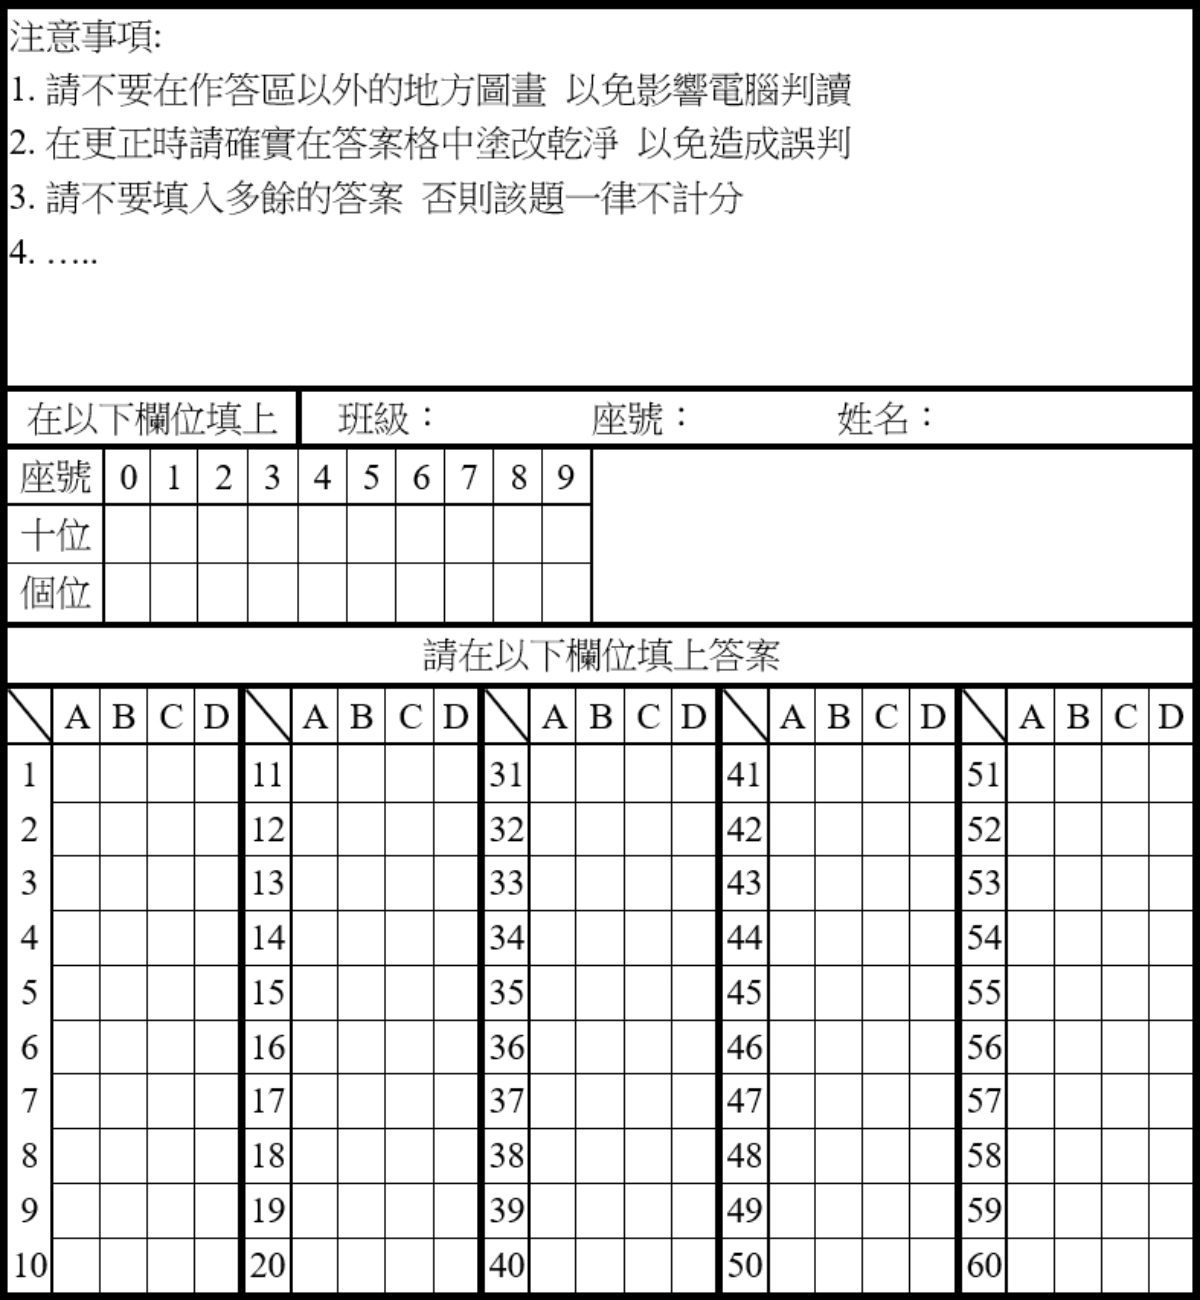 注意事項:
1. 請不要在作答區以外的地方圖畫 以免影響電腦判讀
2. 在更正時請確實在答案格中塗改乾淨 以免造成誤判
3. 請不要填入多餘的答案 否則該題一律不計分
4. …..
在以下欄位填上 班級： 座號： 姓名：
座號 0 1 2 3 4 5 6 7 8 9
十位
個位
請在以下欄位填上答案
A B C D A B C D A B C D A B C D A B C D
1 11 31 41 51
2 12 32 42 52
3 13 33 43 53
4 14 34 44 54
5 15 35 45 55
6 16 36 46 56
7 17 37 47 57
8 18 38 48 58
9 19 39 49 59
10 20 40 50 60